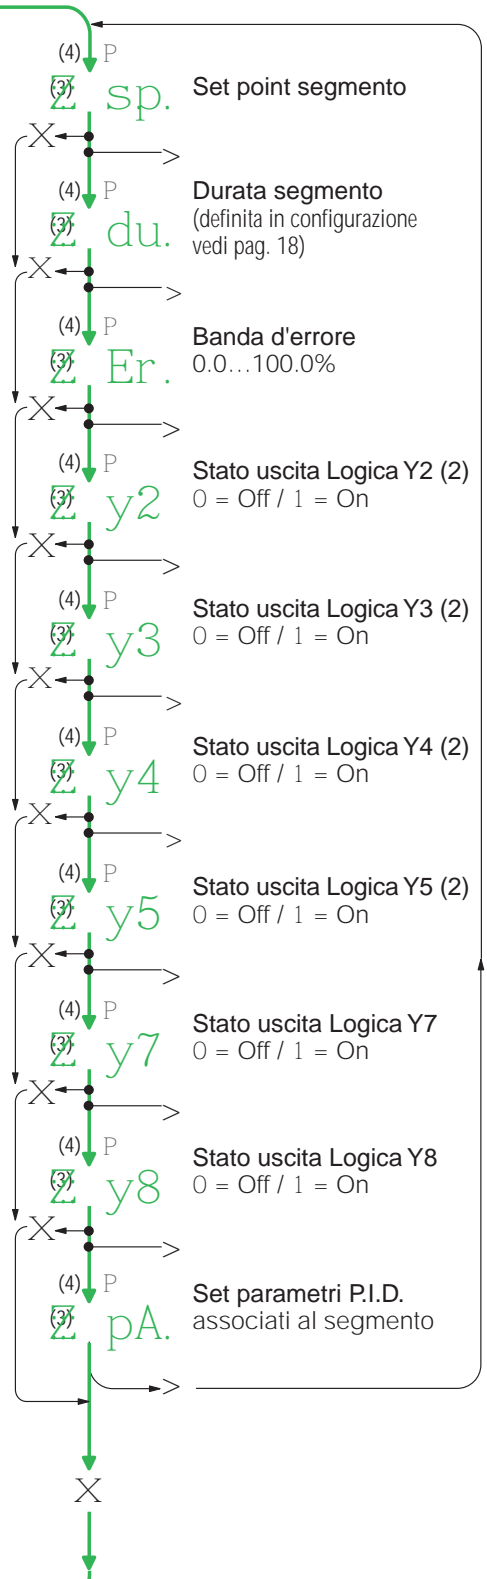 (4) P
(3) Z sp. Set point segmento
X
>
(4) P
(3) Z du. Durata segmento
(definita in configurazione
vedi pag. 18)
X
>
(4) P
(3) Z Er. Banda d'errore
0.0...100.0%
X
>
(4) P
(3) Z y2 Stato uscita Logica Y2 (2)
0 = Off / 1 = On
X
>
(4) P
(3) Z y3 Stato uscita Logica Y3 (2)
0 = Off / 1 = On
X
>
(4) P
(3) Z y4 Stato uscita Logica Y4 (2)
0 = Off / 1 = On
X
>
(4) P
(3) Z y5 Stato uscita Logica Y5 (2)
0 = Off / 1 = On
X
>
(4) P
(3) Z y7 Stato uscita Logica Y7
0 = Off / 1 = On
X
>
(4) P
(3) Z y8 Stato uscita Logica Y8
0 = Off / 1 = On
X
>
(4) P
(3) Z pA. Set parametri P.I.D.
associati al segmento
>
X